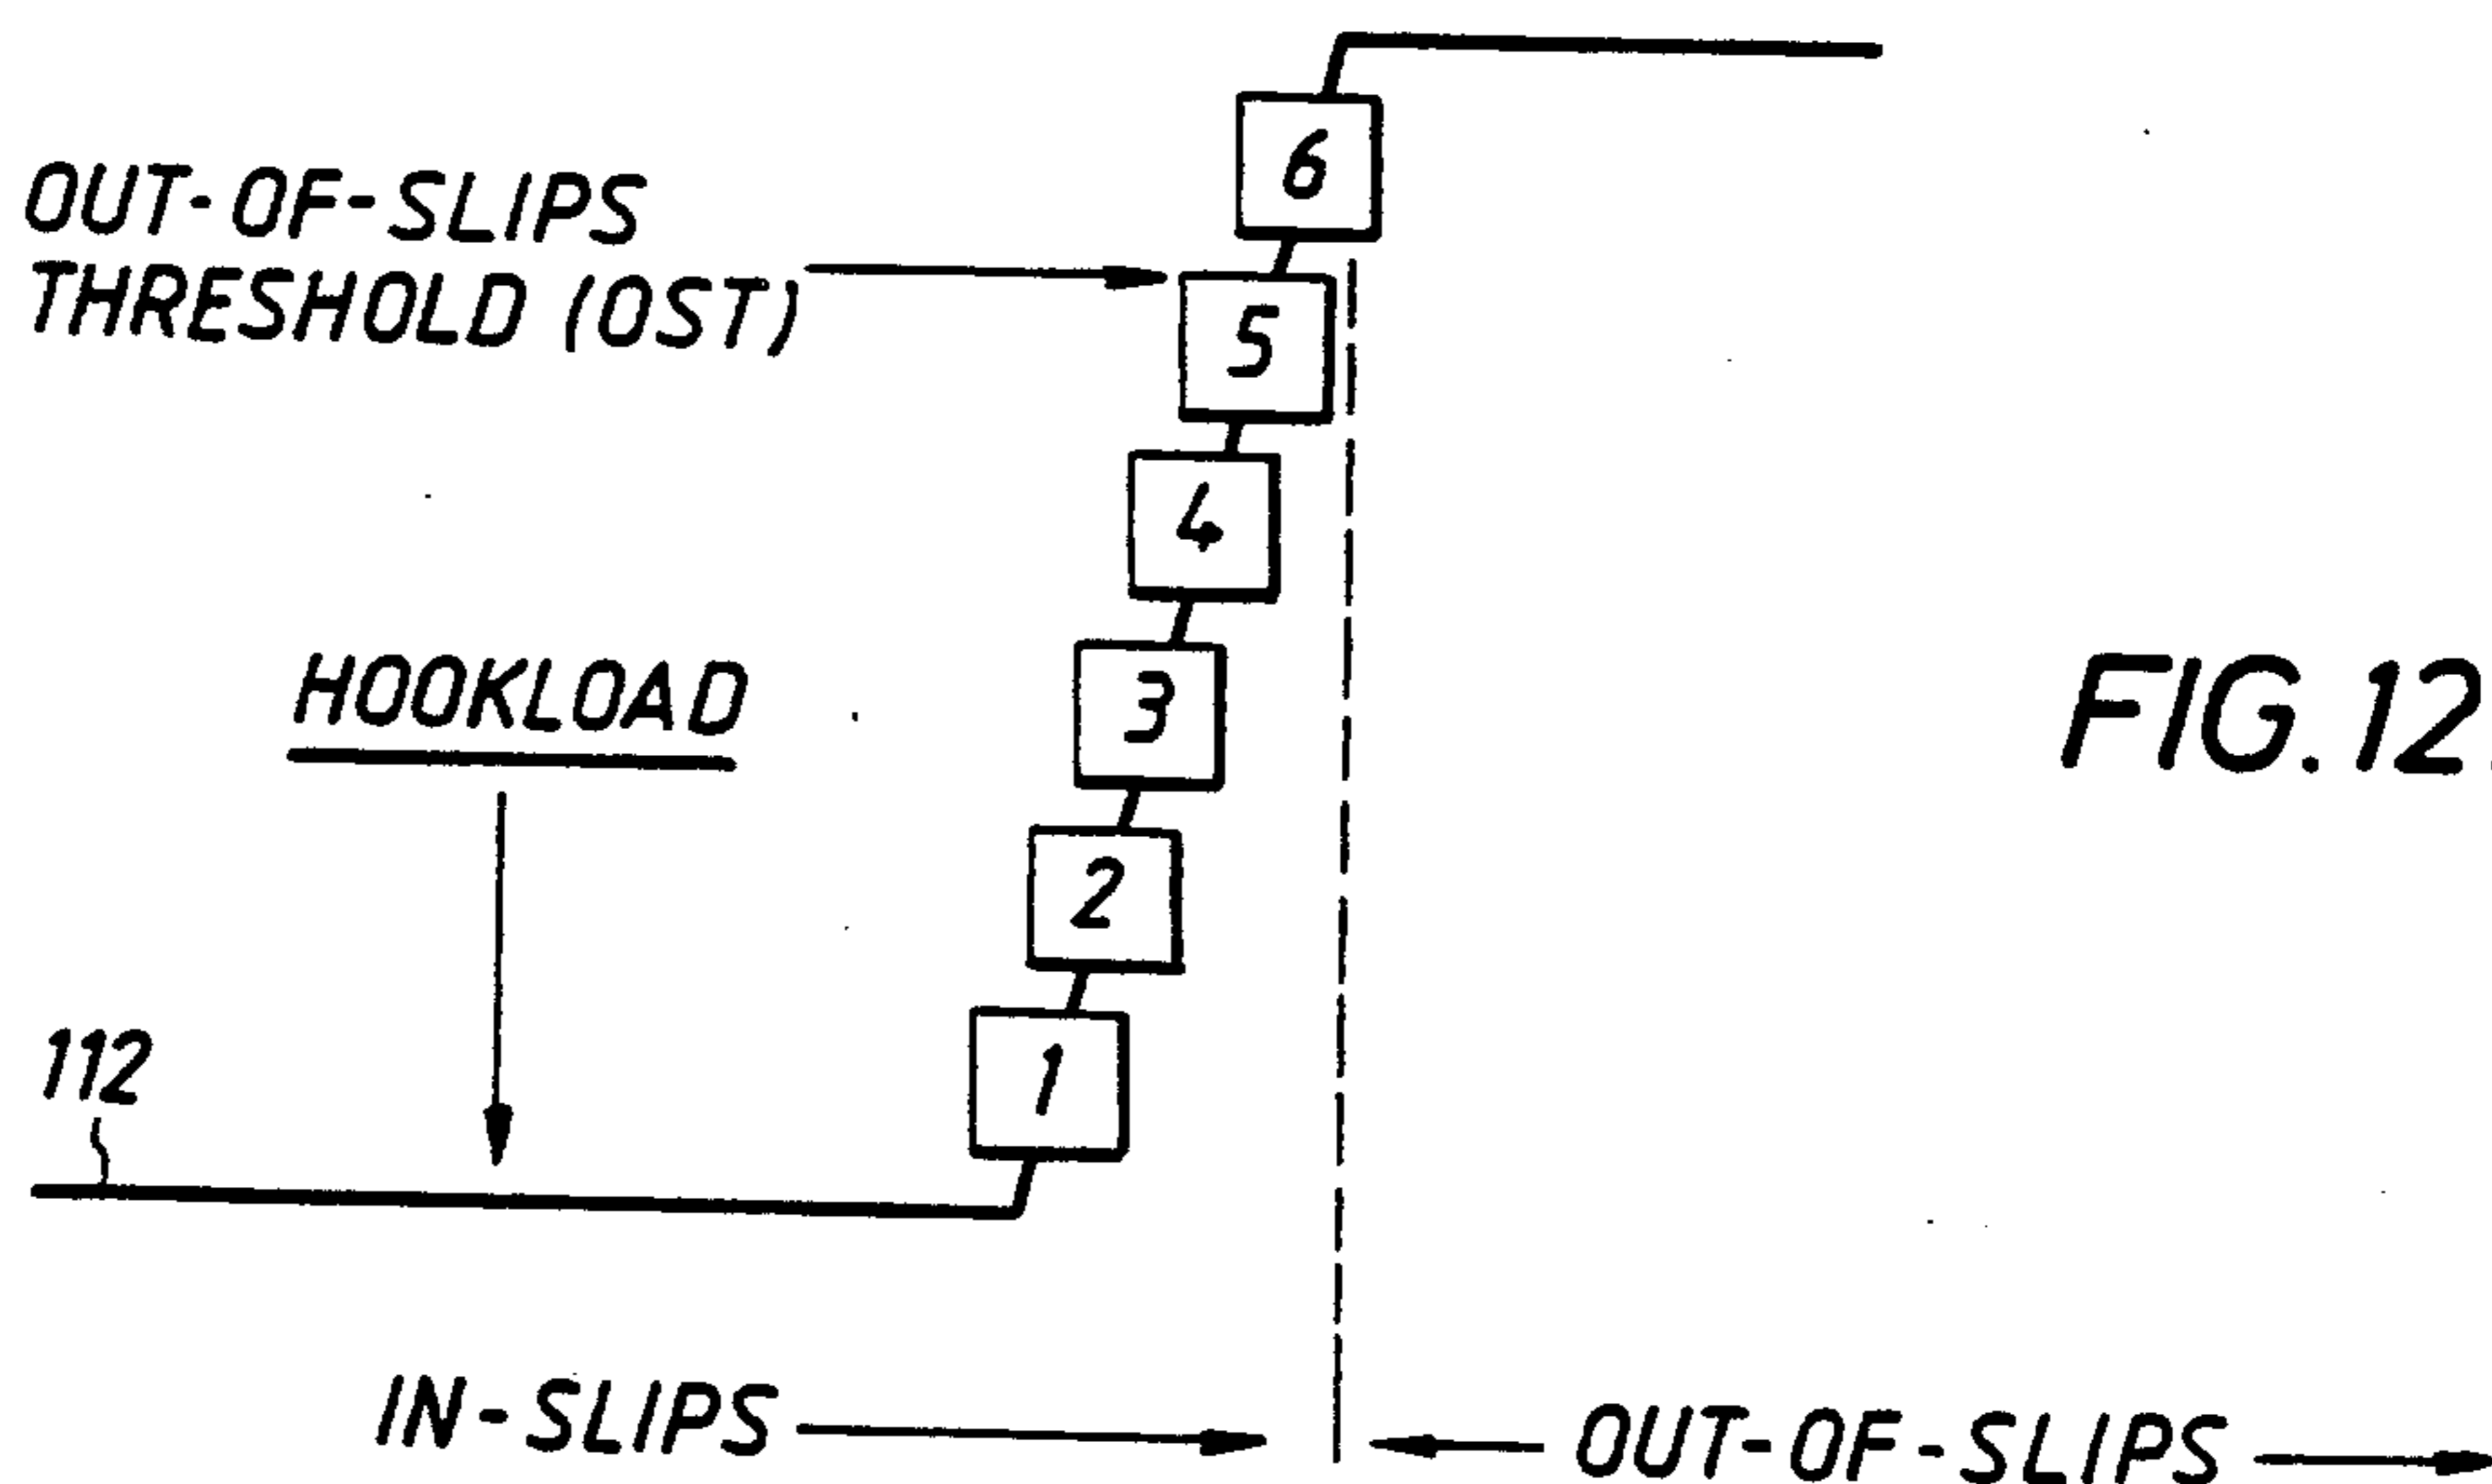 6
OUT-OF-SLIPS
THRESHOLD (OST)
5
4
HOOKLOAD
3
FIG. 12.
2
112
1
IN-SLIPS
OUT-OF-SLIPS